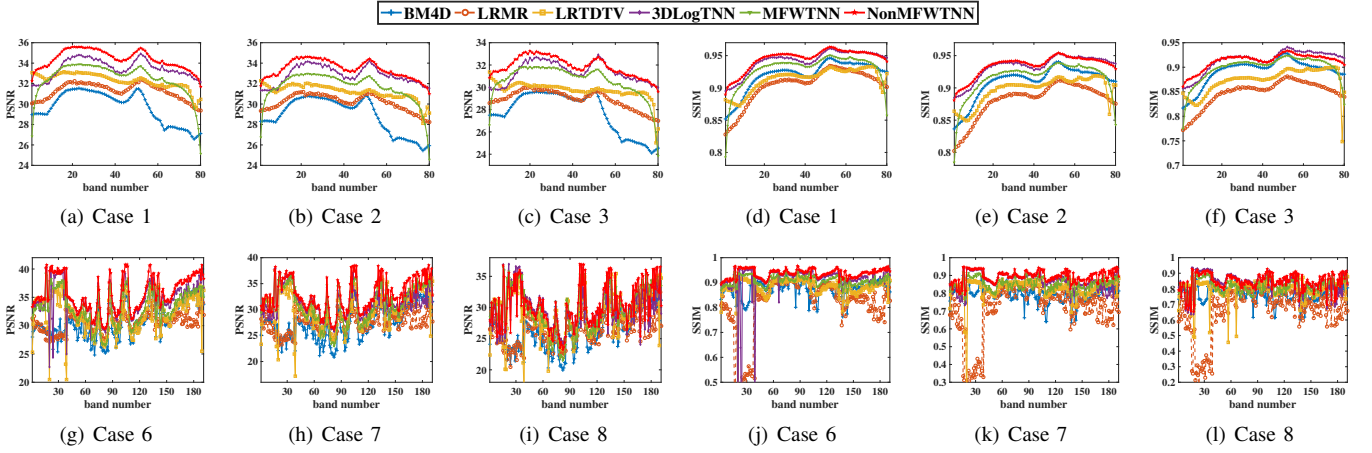 BM4D LRMR LRTDTV 3DLogTNN MFWTNN NonMFWTNN
36
34
32
30
28
26
24
PSNR
20 40 60 80
band number
(a) Case 1
36
34
32
30
28
26
24
PSNR
20 40 60 80
band number
(b) Case 2
34
32
30
28
26
24
PSNR
20 40 60 80
band number
(c) Case 3
0.95
0.9
0.85
0.8
SSIM
20 40 60 80
band number
(d) Case 1
0.95
0.9
0.85
0.8
SSIM
20 40 60 80
band number
(e) Case 2
0.95
0.9
0.85
0.8
0.75
0.7
SSIM
20 40 60 80
band number
(f) Case 3
40
35
30
25
20
PSNR
30 60 90 120 150 180
band number
(g) Case 6
40
35
30
25
20
PSNR
30 60 90 120 150 180
band number
(h) Case 7
35
30
25
20
PSNR
30 60 90 120 150 180
band number
(i) Case 8
1
0.9
0.8
0.7
0.6
0.5
SSIM
30 60 90 120 150 180
band number
(j) Case 6
1
0.9
0.8
0.7
0.6
0.5
0.4
0.3
SSIM
30 60 90 120 150 180
band number
(k) Case 7
1
0.9
0.8
0.7
0.6
0.5
0.4
0.3
0.2
SSIM
30 60 90 120 150 180
band number
(l) Case 8